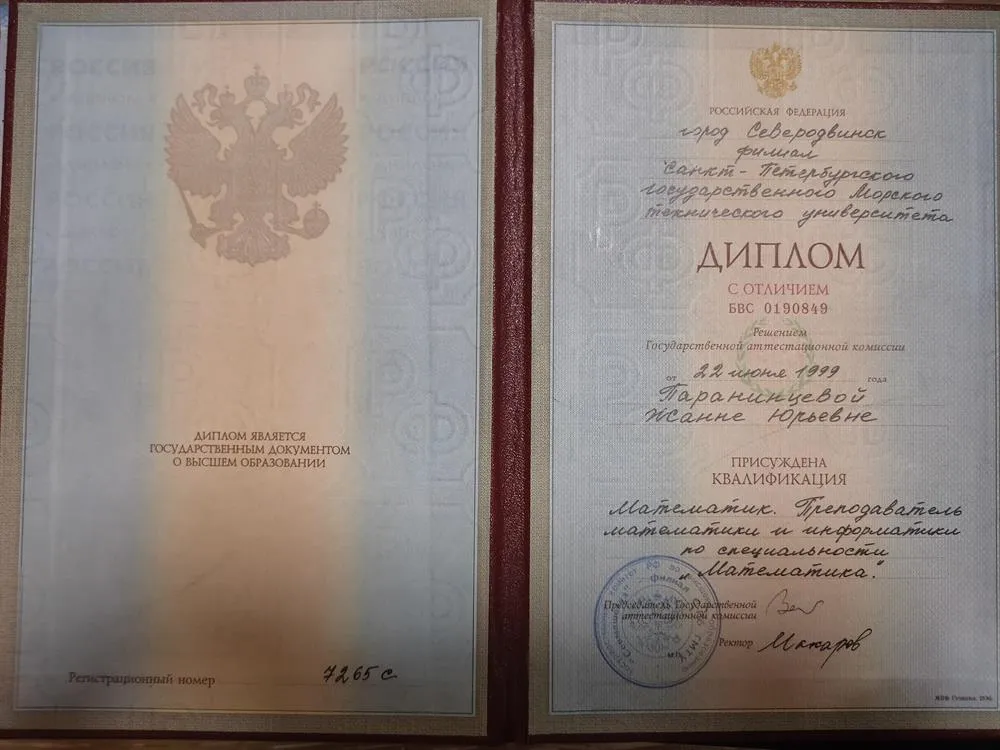 ДИПЛОМ ЯВЛЯЕТСЯ
ГОСУДАРСТВЕННЫМ ДОКУМЕНТОМ
О ВЫСШЕМ ОБРАЗОВАНИИ
Регистрационный номер 7265 с
РОССИЙСКАЯ ФЕДЕРАЦИЯ
город Северодвинск
филиал
Санкт-Петербургского
государственного Морского
технического университета
ДИПЛОМ
С ОТЛИЧИЕМ
БВС 0190849
Решением
Государственной аттестационной комиссии
от 22 июня 1999 года
Паранинцевой
Жанне Юрьевне
ПРИСУЖДЕНА
КВАЛИФИКАЦИЯ
Математик. Преподаватель
математики и информатики
по специальности
"Математика."
Председатель Государственной
аттестационной комиссии
Ректор Макаров